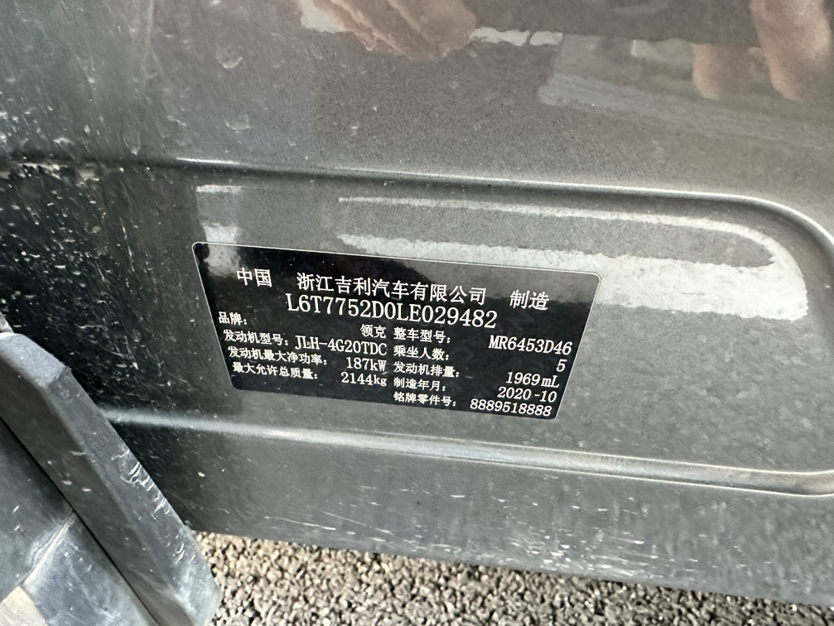 中国 浙江吉利汽车有限公司 制造
L6T7752D0LE029482
品牌: 领克 整车型号: MR6453D46
发动机型号: JLH-4G20TDC 乘坐人数: 5
发动机最大净功率: 187kW 发动机排量: 1969mL
最大允许总质量: 2144kg 制造年月: 2020-10
铭牌零件号: 8889518888